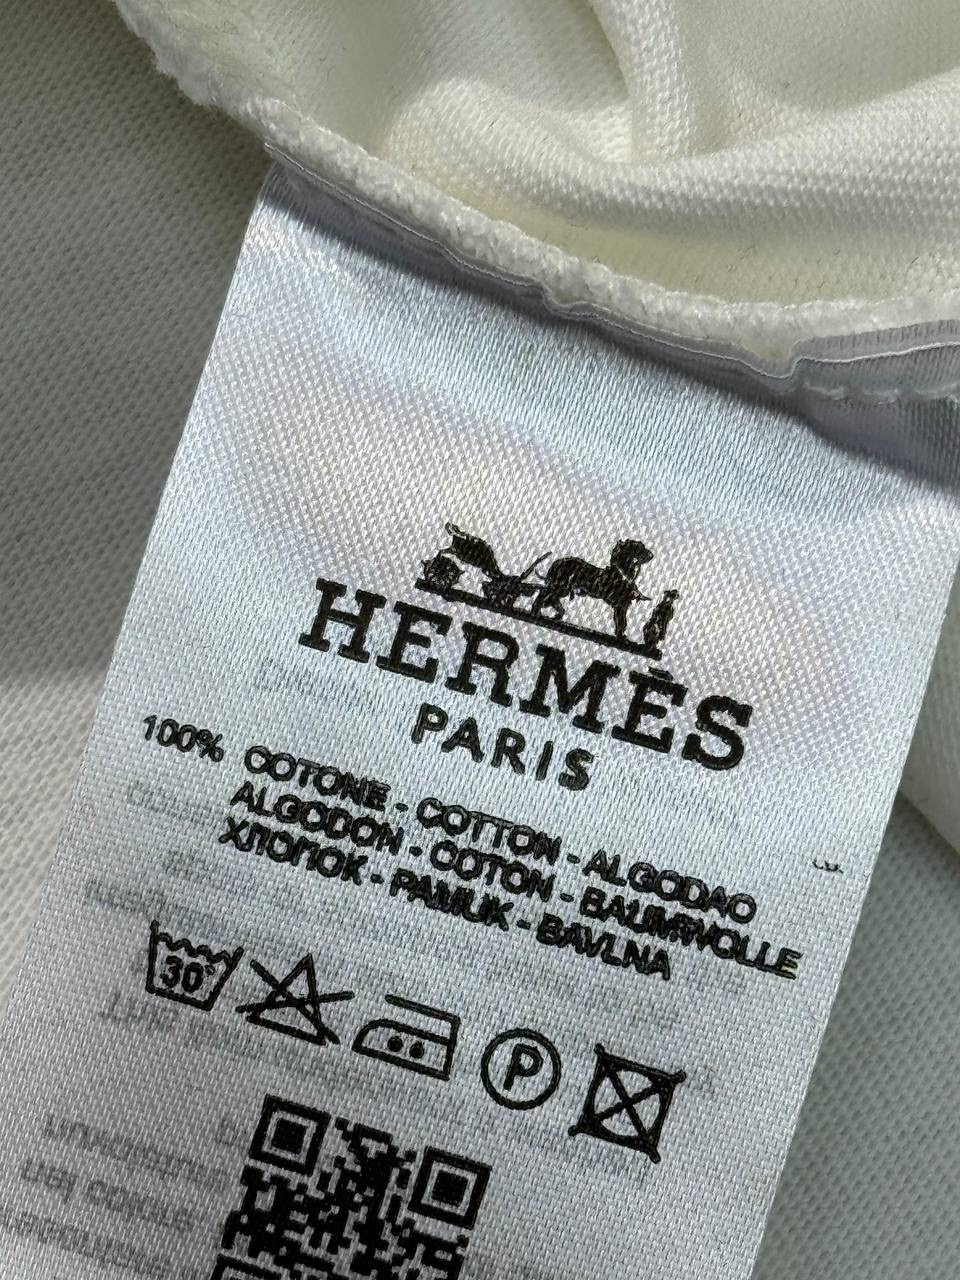 HERMÈS
PARIS
100% COTONE - COTTON - ALGODAO
ALGODON - COTON - BAUMWOLLE
ХЛОПОК - PAMUK - BAVLNA
30°
P